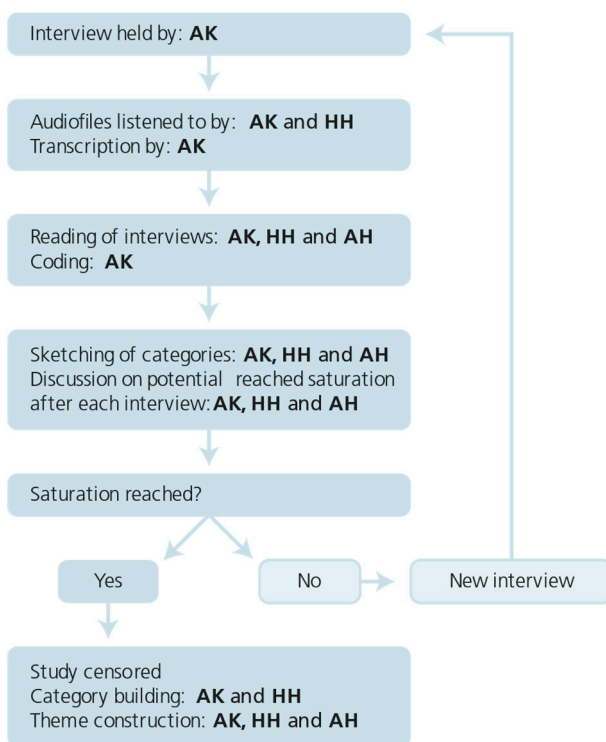 Interview held by: AK
Audiofiles listened to by: AK and HH
Transcription by: AK
Reading of interviews: AK, HH and AH
Coding: AK
Sketching of categories: AK, HH and AH
Discussion on potential reached saturation
after each interview: AK, HH and AH
Saturation reached?
Yes
No
New interview
Study censored
Category building: AK and HH
Theme construction: AK, HH and AH